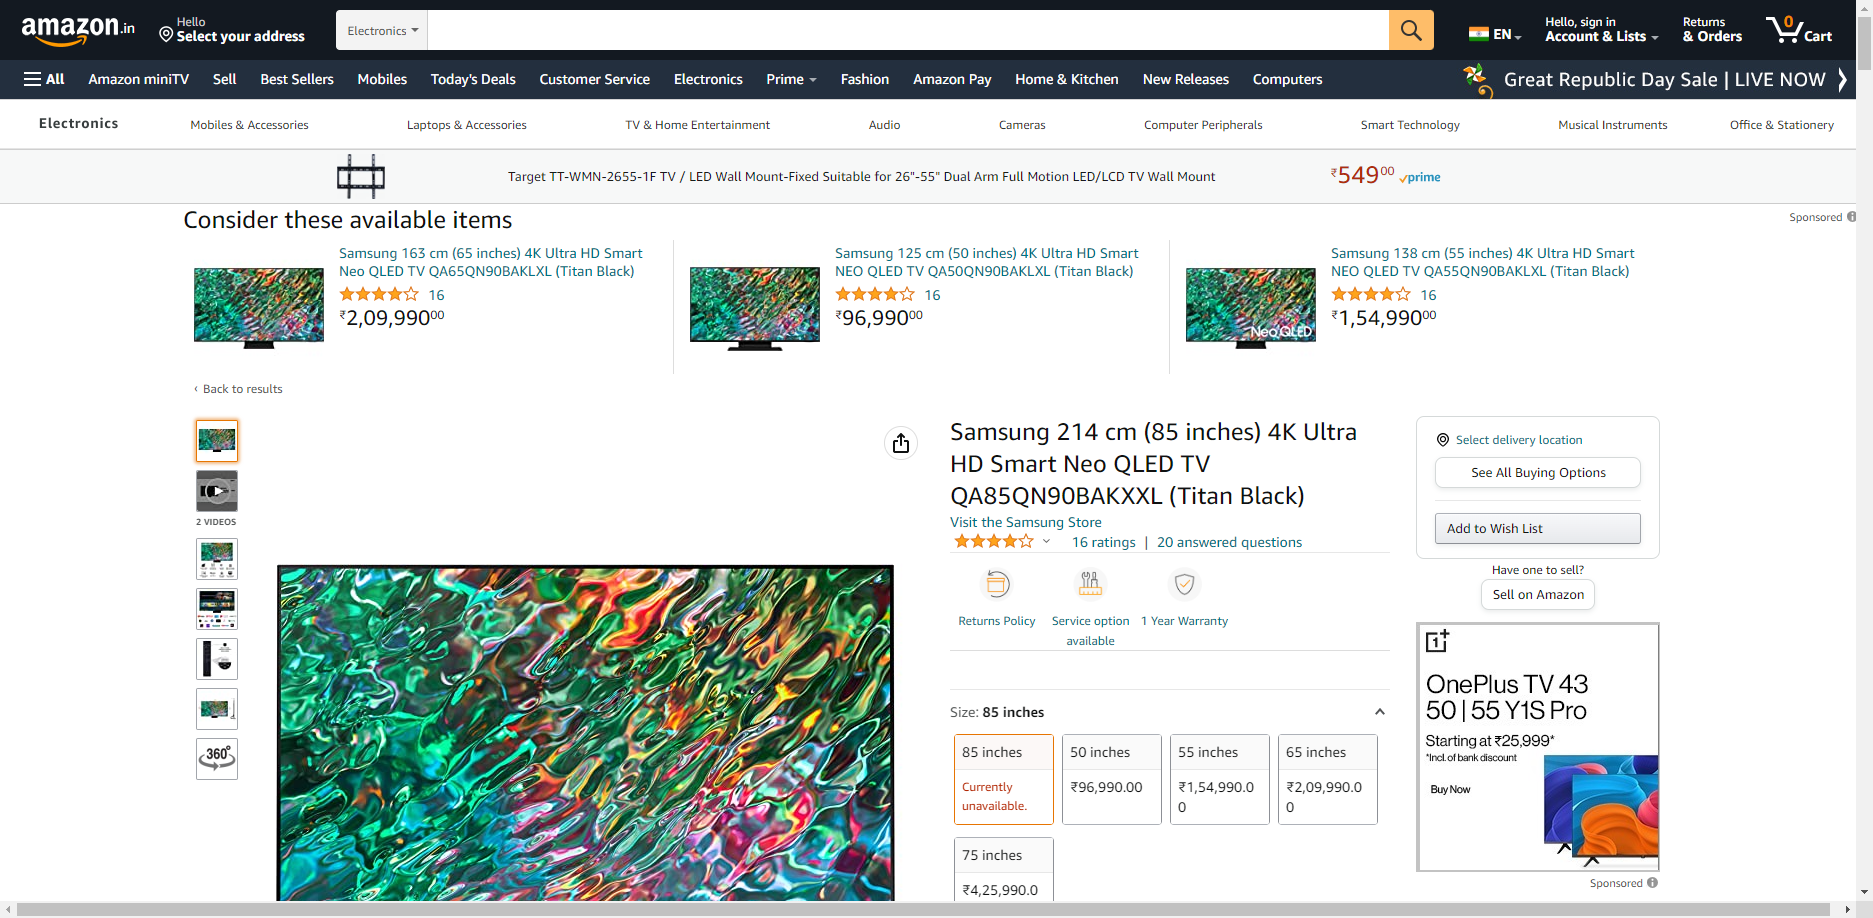 amazon.in
Hello
Select your address
Electronics
EN
Hello, sign in
Account & Lists
Returns
& Orders
0
Cart
All
Amazon miniTV
Sell
Best Sellers
Mobiles
Today's Deals
Customer Service
Electronics
Prime
Fashion
Amazon Pay
Home & Kitchen
New Releases
Computers
Great Republic Day Sale | LIVE NOW
Electronics
Mobiles & Accessories
Laptops & Accessories
TV & Home Entertainment
Audio
Cameras
Computer Peripherals
Smart Technology
Musical Instruments
Office & Stationery
Target TT-WMN-2655-1F TV / LED Wall Mount-Fixed Suitable for 26"-55" Dual Arm Full Motion LED/LCD TV Wall Mount
₹54900 prime
Consider these available items
Sponsored
Samsung 163 cm (65 inches) 4K Ultra HD Smart
Neo QLED TV QA65QN90BAKLXL (Titan Black)
16
₹2,09,99000
Samsung 125 cm (50 inches) 4K Ultra HD Smart
NEO QLED TV QA50QN90BAKLXL (Titan Black)
16
₹96,99000
Neo QLED
Samsung 138 cm (55 inches) 4K Ultra HD Smart
NEO QLED TV QA55QN90BAKLXL (Titan Black)
16
₹1,54,99000
‹ Back to results
2 VIDEOS
360°
Samsung 214 cm (85 inches) 4K Ultra
HD Smart Neo QLED TV
QA85QN90BAKXXL (Titan Black)
Visit the Samsung Store
16 ratings | 20 answered questions
Returns Policy
Service option
available
1 Year Warranty
Size: 85 inches
85 inches
Currently
unavailable.
50 inches
₹96,990.00
55 inches
₹1,54,990.0
0
65 inches
₹2,09,990.0
0
75 inches
₹4,25,990.0
Select delivery location
See All Buying Options
Add to Wish List
Have one to sell?
Sell on Amazon
1+
OnePlus TV 43
50 | 55 Y1S Pro
Starting at ₹25,999*
*Incl. of bank discount
Buy Now
Sponsored